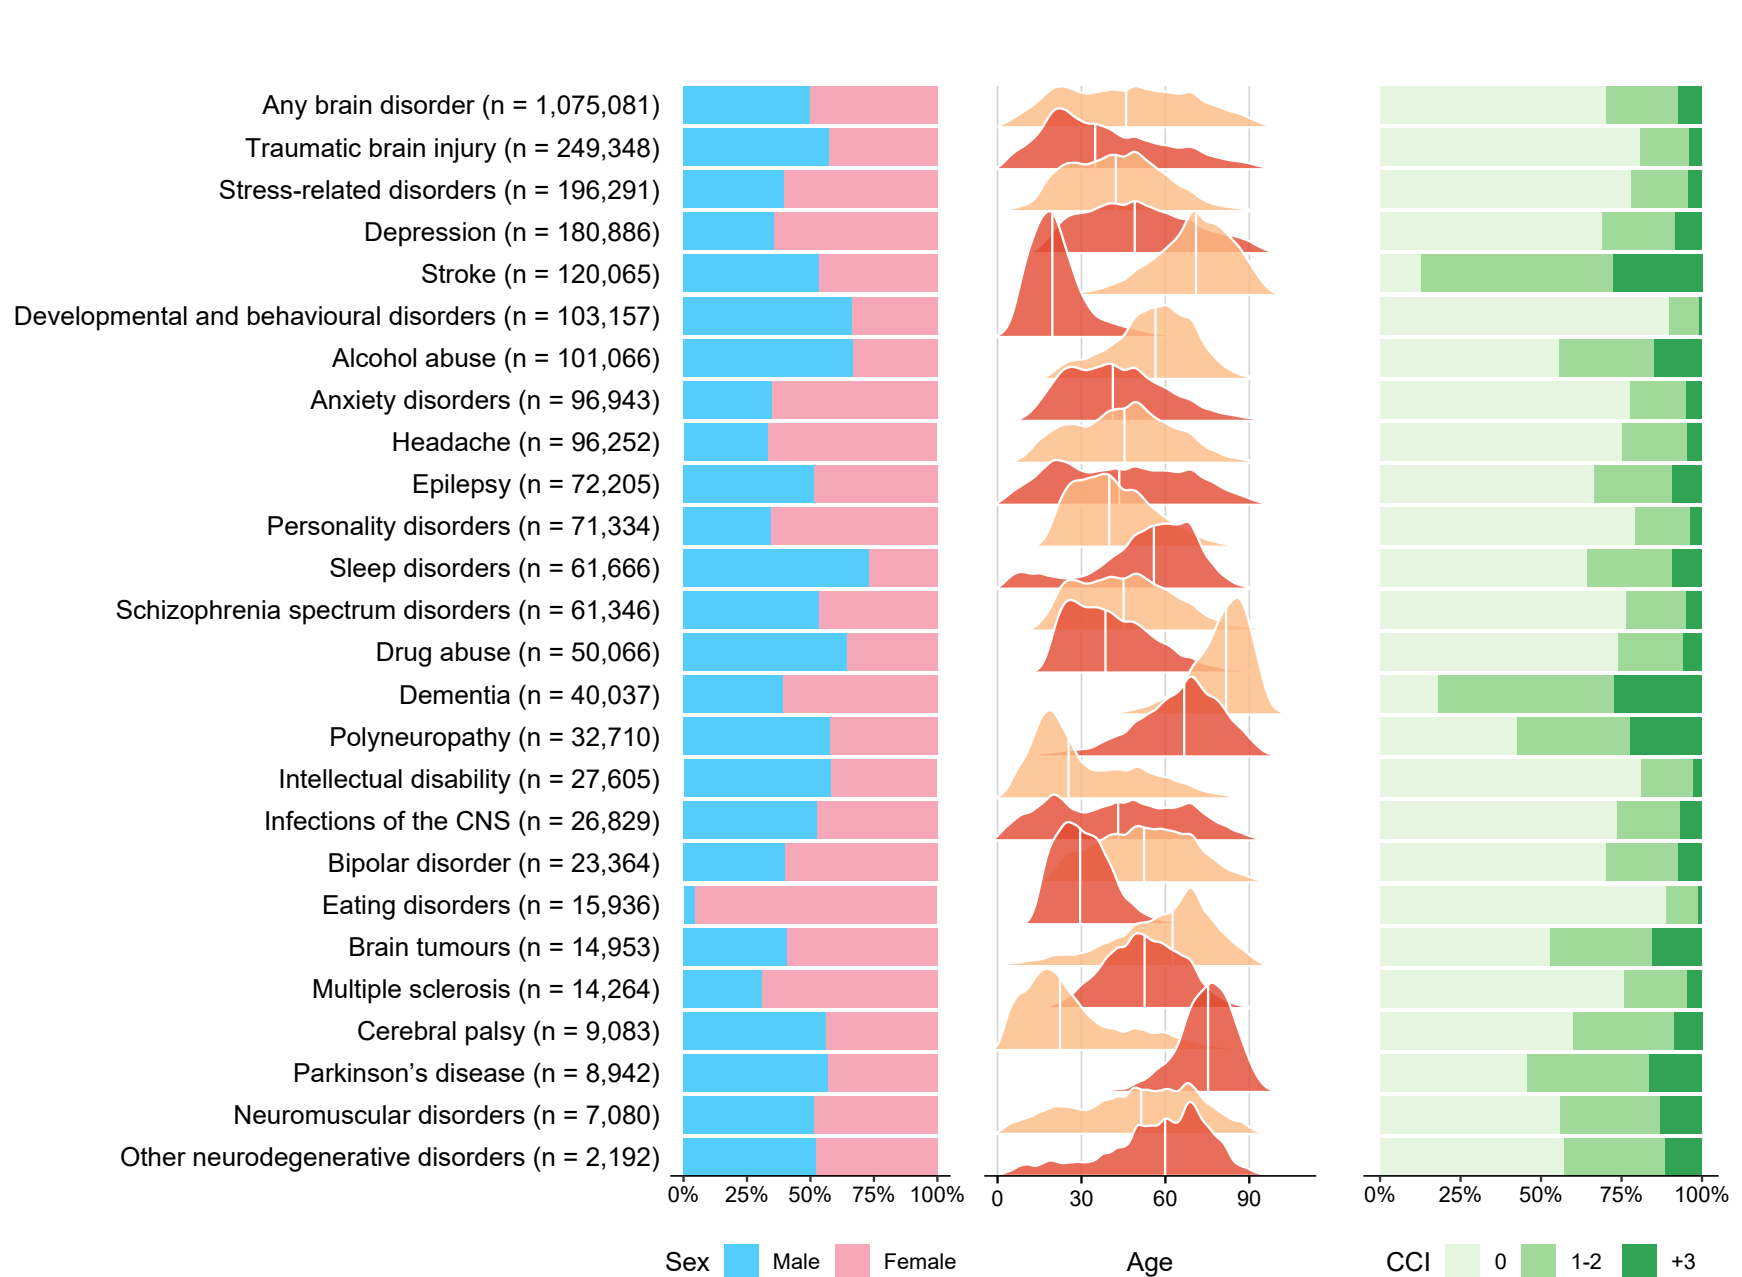 Any brain disorder (n = 1,075,081)
Traumatic brain injury (n = 249,348)
Stress-related disorders (n = 196,291)
Depression (n = 180,886)
Stroke (n = 120,065)
Developmental and behavioural disorders (n = 103,157)
Alcohol abuse (n = 101,066)
Anxiety disorders (n = 96,943)
Headache (n = 96,252)
Epilepsy (n = 72,205)
Personality disorders (n = 71,334)
Sleep disorders (n = 61,666)
Schizophrenia spectrum disorders (n = 61,346)
Drug abuse (n = 50,066)
Dementia (n = 40,037)
Polyneuropathy (n = 32,710)
Intellectual disability (n = 27,605)
Infections of the CNS (n = 26,829)
Bipolar disorder (n = 23,364)
Eating disorders (n = 15,936)
Brain tumours (n = 14,953)
Multiple sclerosis (n = 14,264)
Cerebral palsy (n = 9,083)
Parkinson’s disease (n = 8,942)
Neuromuscular disorders (n = 7,080)
Other neurodegenerative disorders (n = 2,192)
0% 25% 50% 75% 100%
0 30 60 90
0% 25% 50% 75% 100%
Sex Male Female
Age
CCI 0 1-2 +3